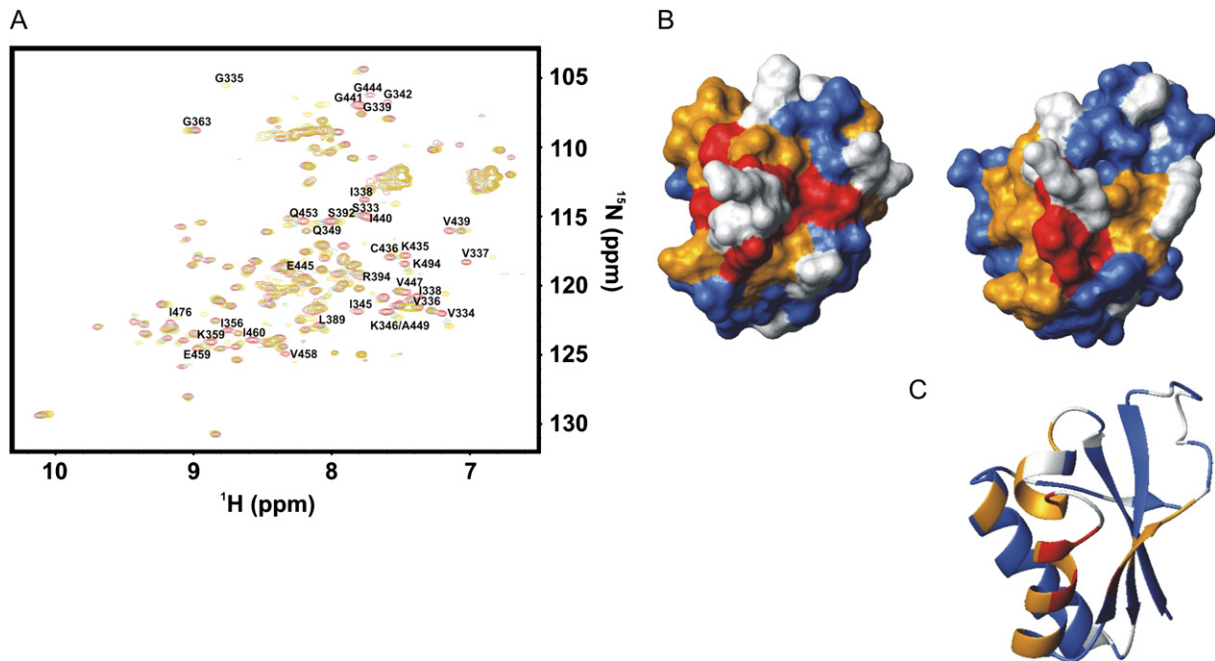 A
B
G335
G444
G342
G441
G339
G363
I338
S333
Q453
S392
I440
Q349
V439
C436
K435
V337
K494
E445
R394
V447
I338
I345
V336
V334
I476
I356
L389
K346/A449
K359
I460
E459
V458
105
110
115
120
125
130
¹⁵N (ppm)
10
9
8
7
¹H (ppm)
C